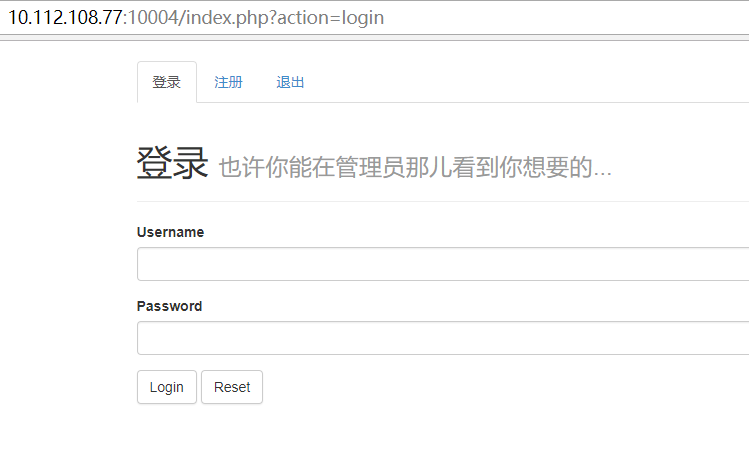 10.112.108.77:10004/index.php?action=login
登录 注册 退出
登录 也许你能在管理员那儿看到你想要的...
Username
Password
Login Reset